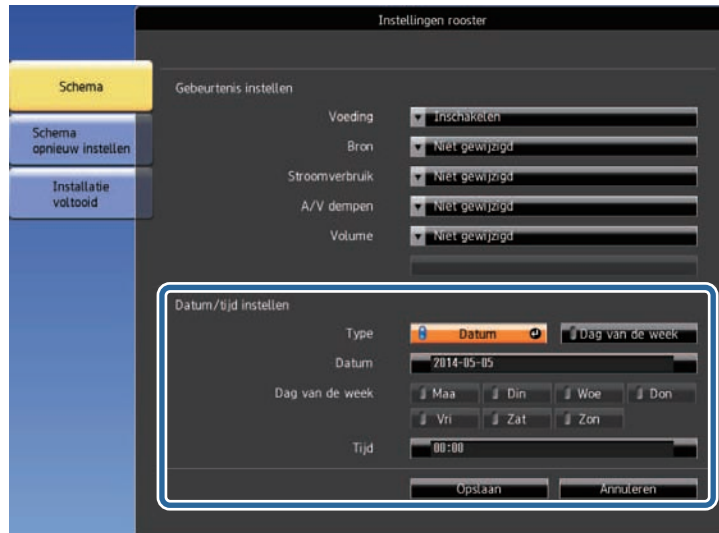 Instellingen rooster
Schema
Schema
opnieuw instellen
Installatie
voltooid
Gebeurtenis instellen
Voeding Inschakelen
Bron Niet gewijzigd
Stroomverbruik Niet gewijzigd
A/V dempen Niet gewijzigd
Volume Niet gewijzigd
Datum/tijd instellen
Type Datum Dag van de week
Datum 2014-05-05
Dag van de week Maa Din Woe Don
Vri Zat Zon
Tijd 00:00
Opslaan Annuleren